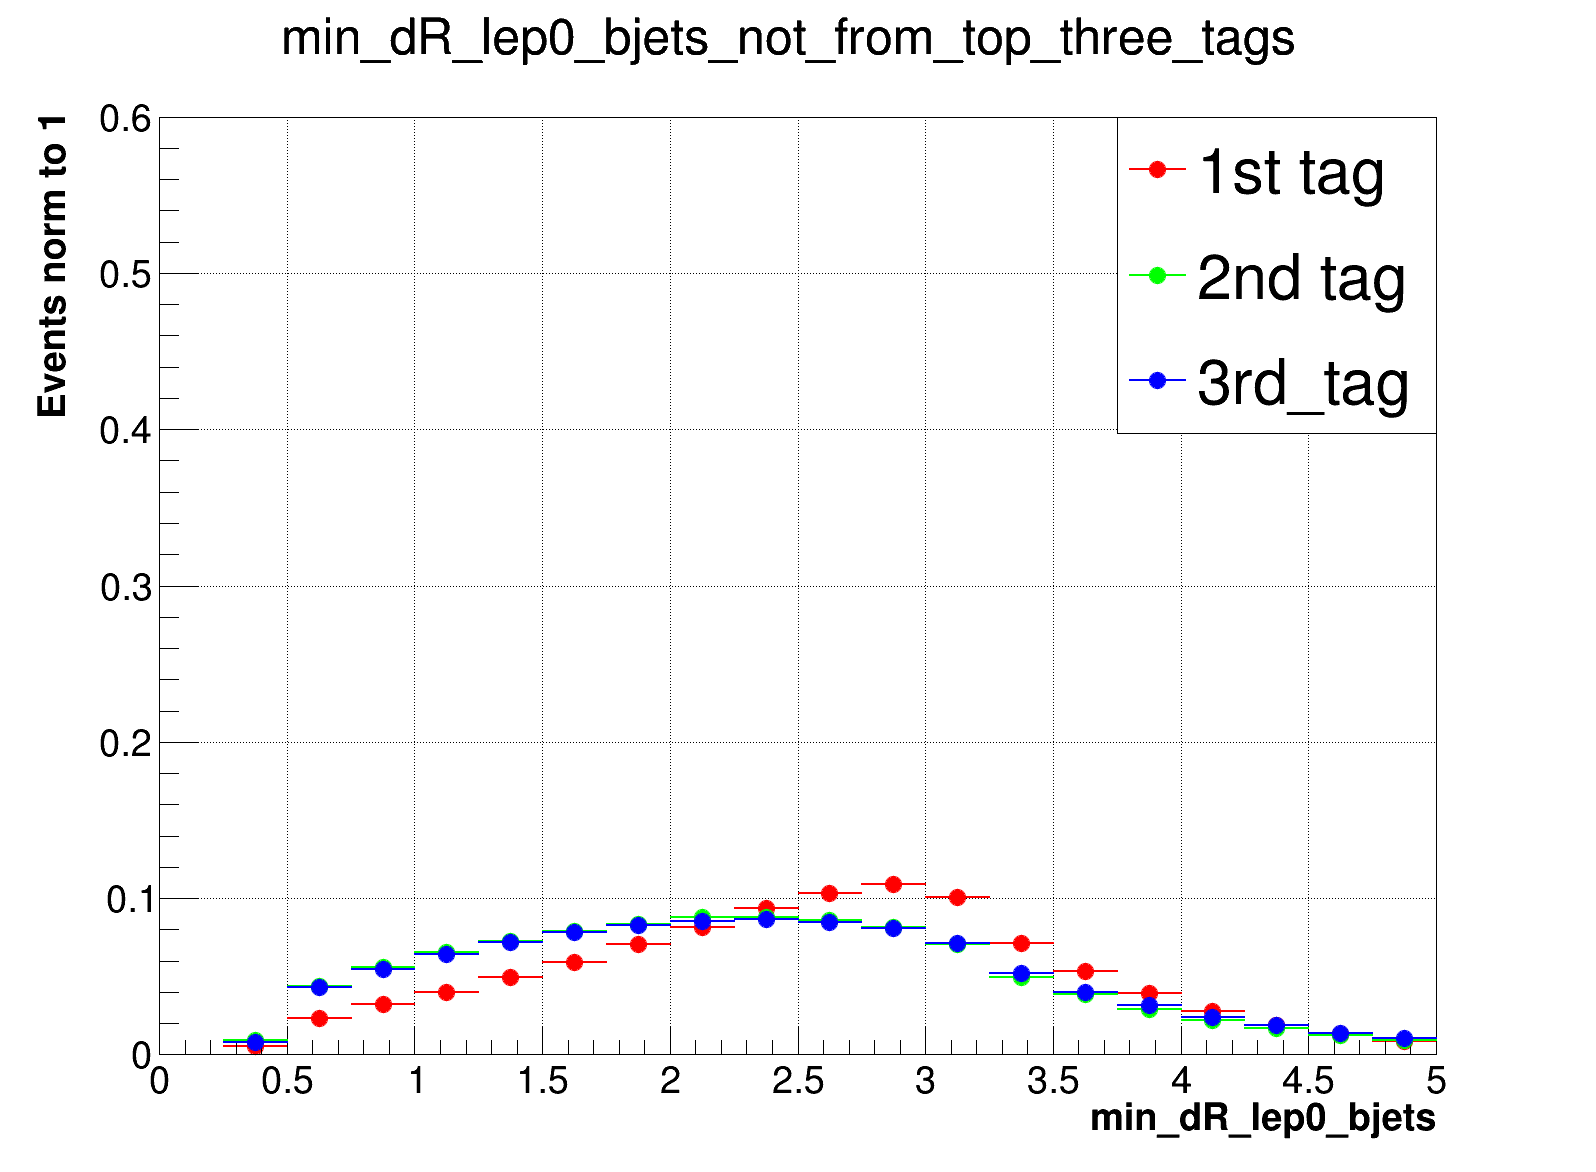 min_dR_lep0_bjets_not_from_top_three_tags
Events norm to 1
0.6
0.5
0.4
0.3
0.2
0.1
0
1st tag
2nd tag
3rd_tag
0 0.5 1 1.5 2 2.5 3 3.5 4 4.5 5
min_dR_lep0_bjets